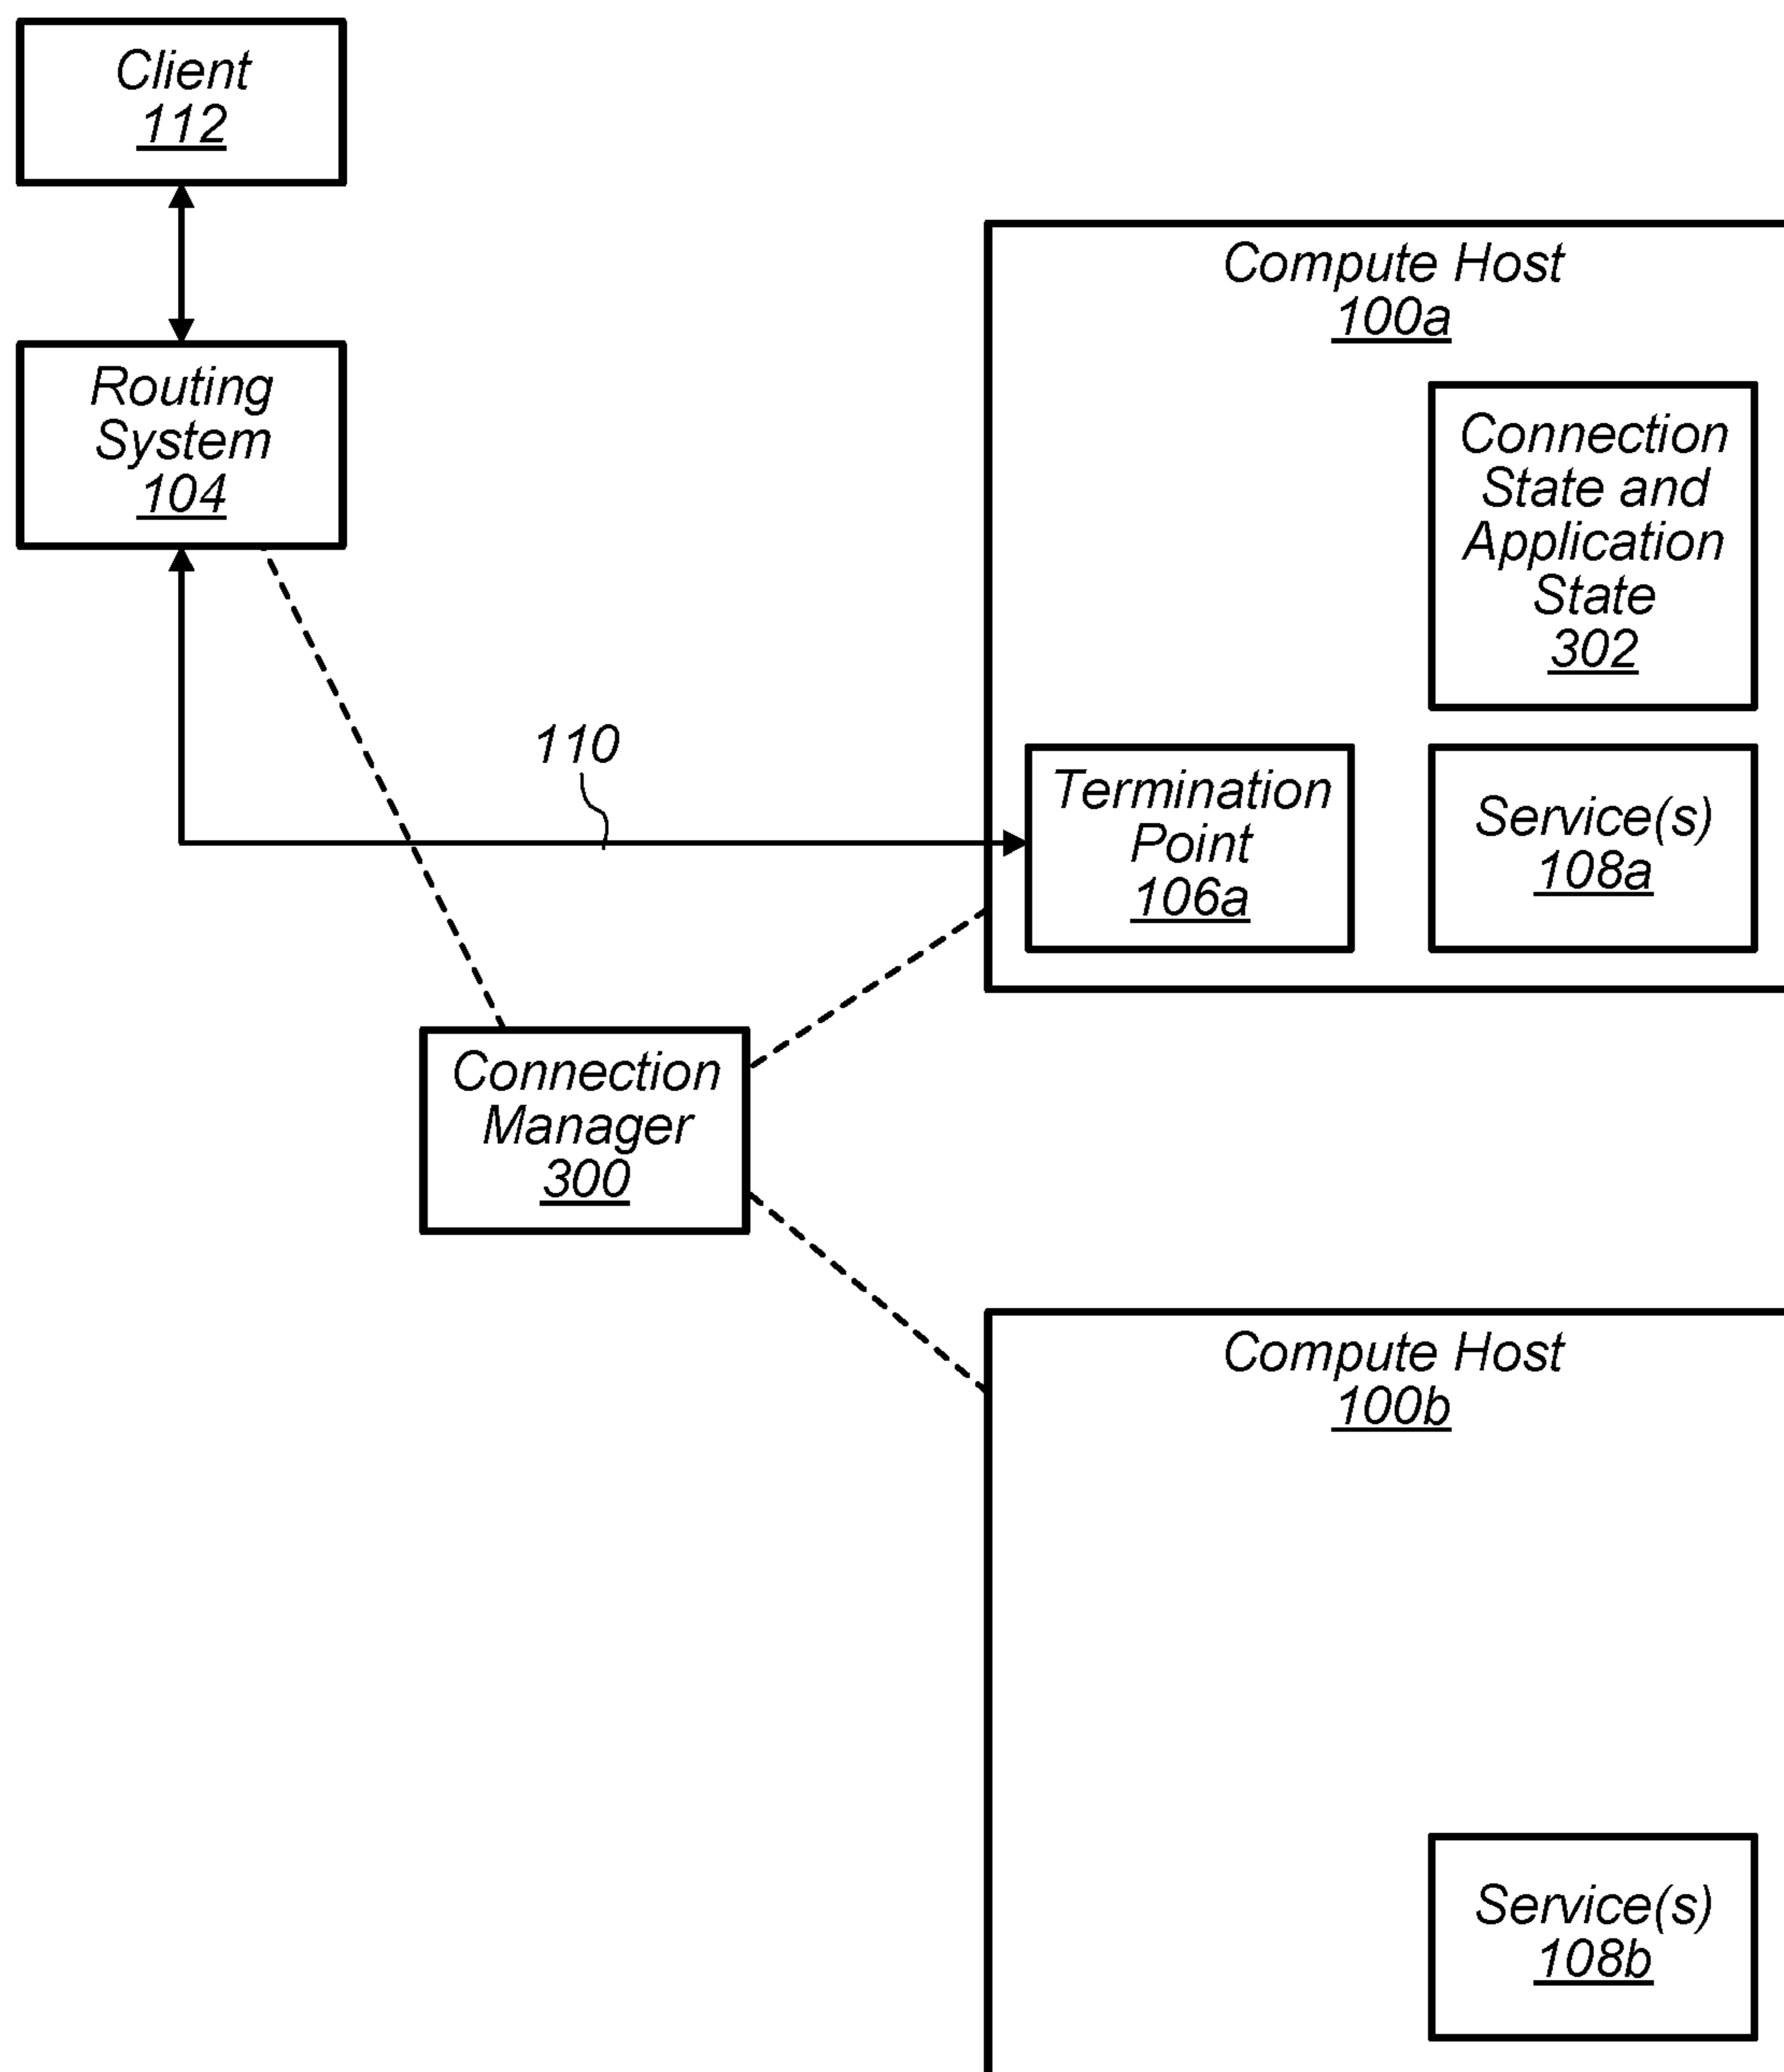 Client
112
Routing
System
104
Compute Host
100a
Connection
State and
Application
State
302
110
Termination
Point
106a
Service(s)
108a
Connection
Manager
300
Compute Host
100b
Service(s)
108b